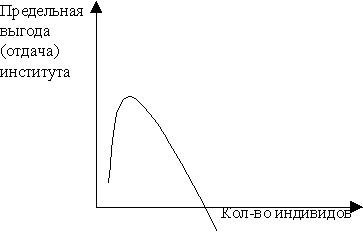 Предельная
выгода
(отдача)
института
Кол-во индивидов